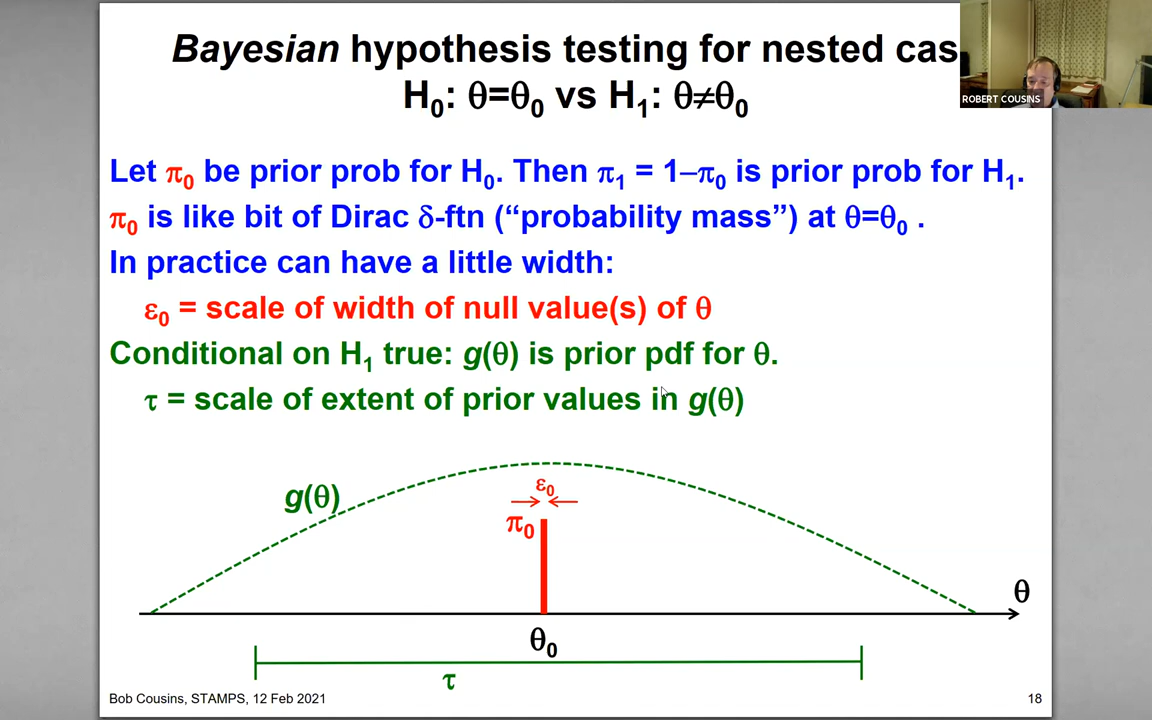 Bayesian hypothesis testing for nested cas
H₀: θ=θ₀ vs H₁: θ≠θ₀
ROBERT COUSINS
Let π₀ be prior prob for H₀. Then π₁ = 1–π₀ is prior prob for H₁.
π₀ is like bit of Dirac δ-ftn (“probability mass”) at θ=θ₀ .
In practice can have a little width:
ε₀ = scale of width of null value(s) of θ
Conditional on H₁ true: g(θ) is prior pdf for θ.
τ = scale of extent of prior values in g(θ)
g(θ)
ε₀
π₀
θ
θ₀
τ
Bob Cousins, STAMPS, 12 Feb 2021
18